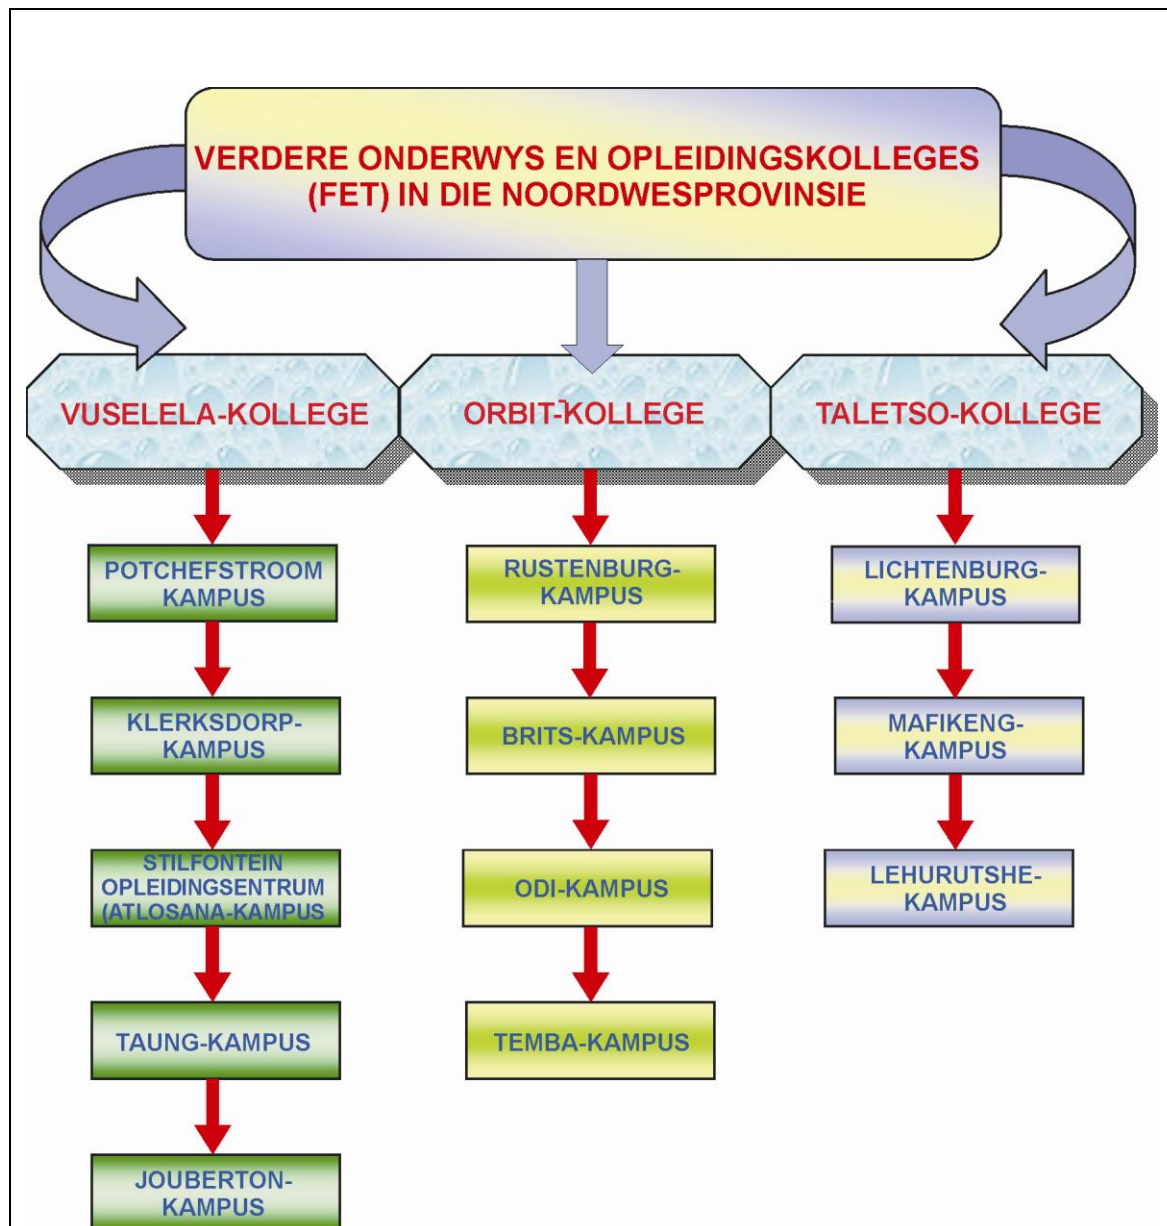 VERDERE ONDERWYS EN OPLEIDINGSKOLLEGES
(FET) IN DIE NOORDWESPROVINSIE
VUSELELA-KOLLEGE
ORBIT-KOLLEGE
TALETSO-KOLLEGE
POTCHEFSTROOM
KAMPUS
KLERKSDORP-
KAMPUS
STILFONTEIN
OPLEIDINGSENTRUM
(ATLOSANA-KAMPUS
TAUNG-KAMPUS
JOUBERTON-
KAMPUS
RUSTENBURG-
KAMPUS
BRITS-KAMPUS
ODI-KAMPUS
TEMBA-KAMPUS
LICHTENBURG-
KAMPUS
MAFIKENG-
KAMPUS
LEHURUTSHE-
KAMPUS